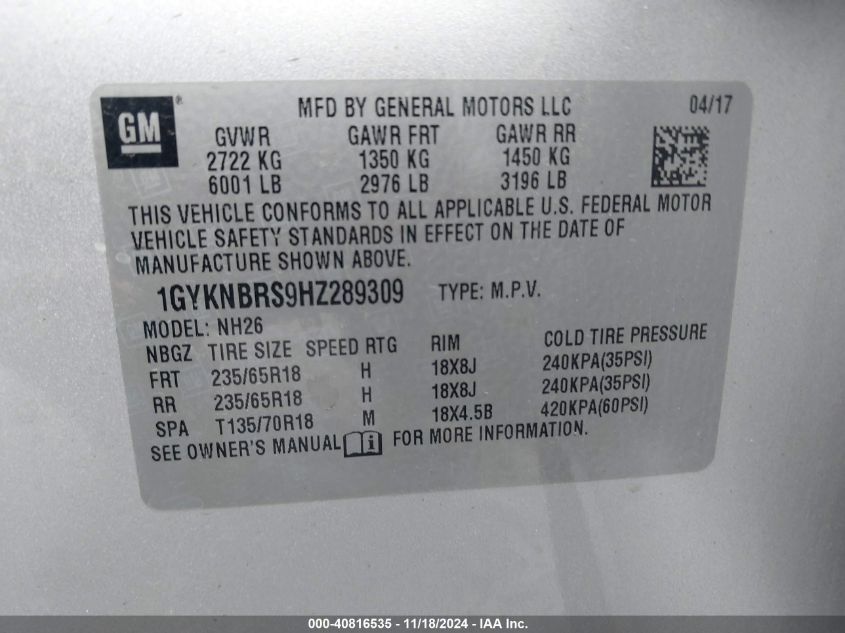 GM ® MFD BY GENERAL MOTORS LLC 04/17
GVWR GAWR FRT GAWR RR
2722 KG 1350 KG 1450 KG
6001 LB 2976 LB 3196 LB
THIS VEHICLE CONFORMS TO ALL APPLICABLE U.S. FEDERAL MOTOR
VEHICLE SAFETY STANDARDS IN EFFECT ON THE DATE OF
MANUFACTURE SHOWN ABOVE.
1GYKNBRS9HZ289309 TYPE: M.P.V.
MODEL: NH26
NBGZ TIRE SIZE SPEED RTG RIM COLD TIRE PRESSURE
FRT 235/65R18 H 18X8J 240KPA(35PSI)
RR 235/65R18 H 18X8J 240KPA(35PSI)
SPA T135/70R18 M 18X4.5B 420KPA(60PSI)
SEE OWNER'S MANUAL i FOR MORE INFORMATION.
000-40816535 - 11/18/2024 - IAA Inc.